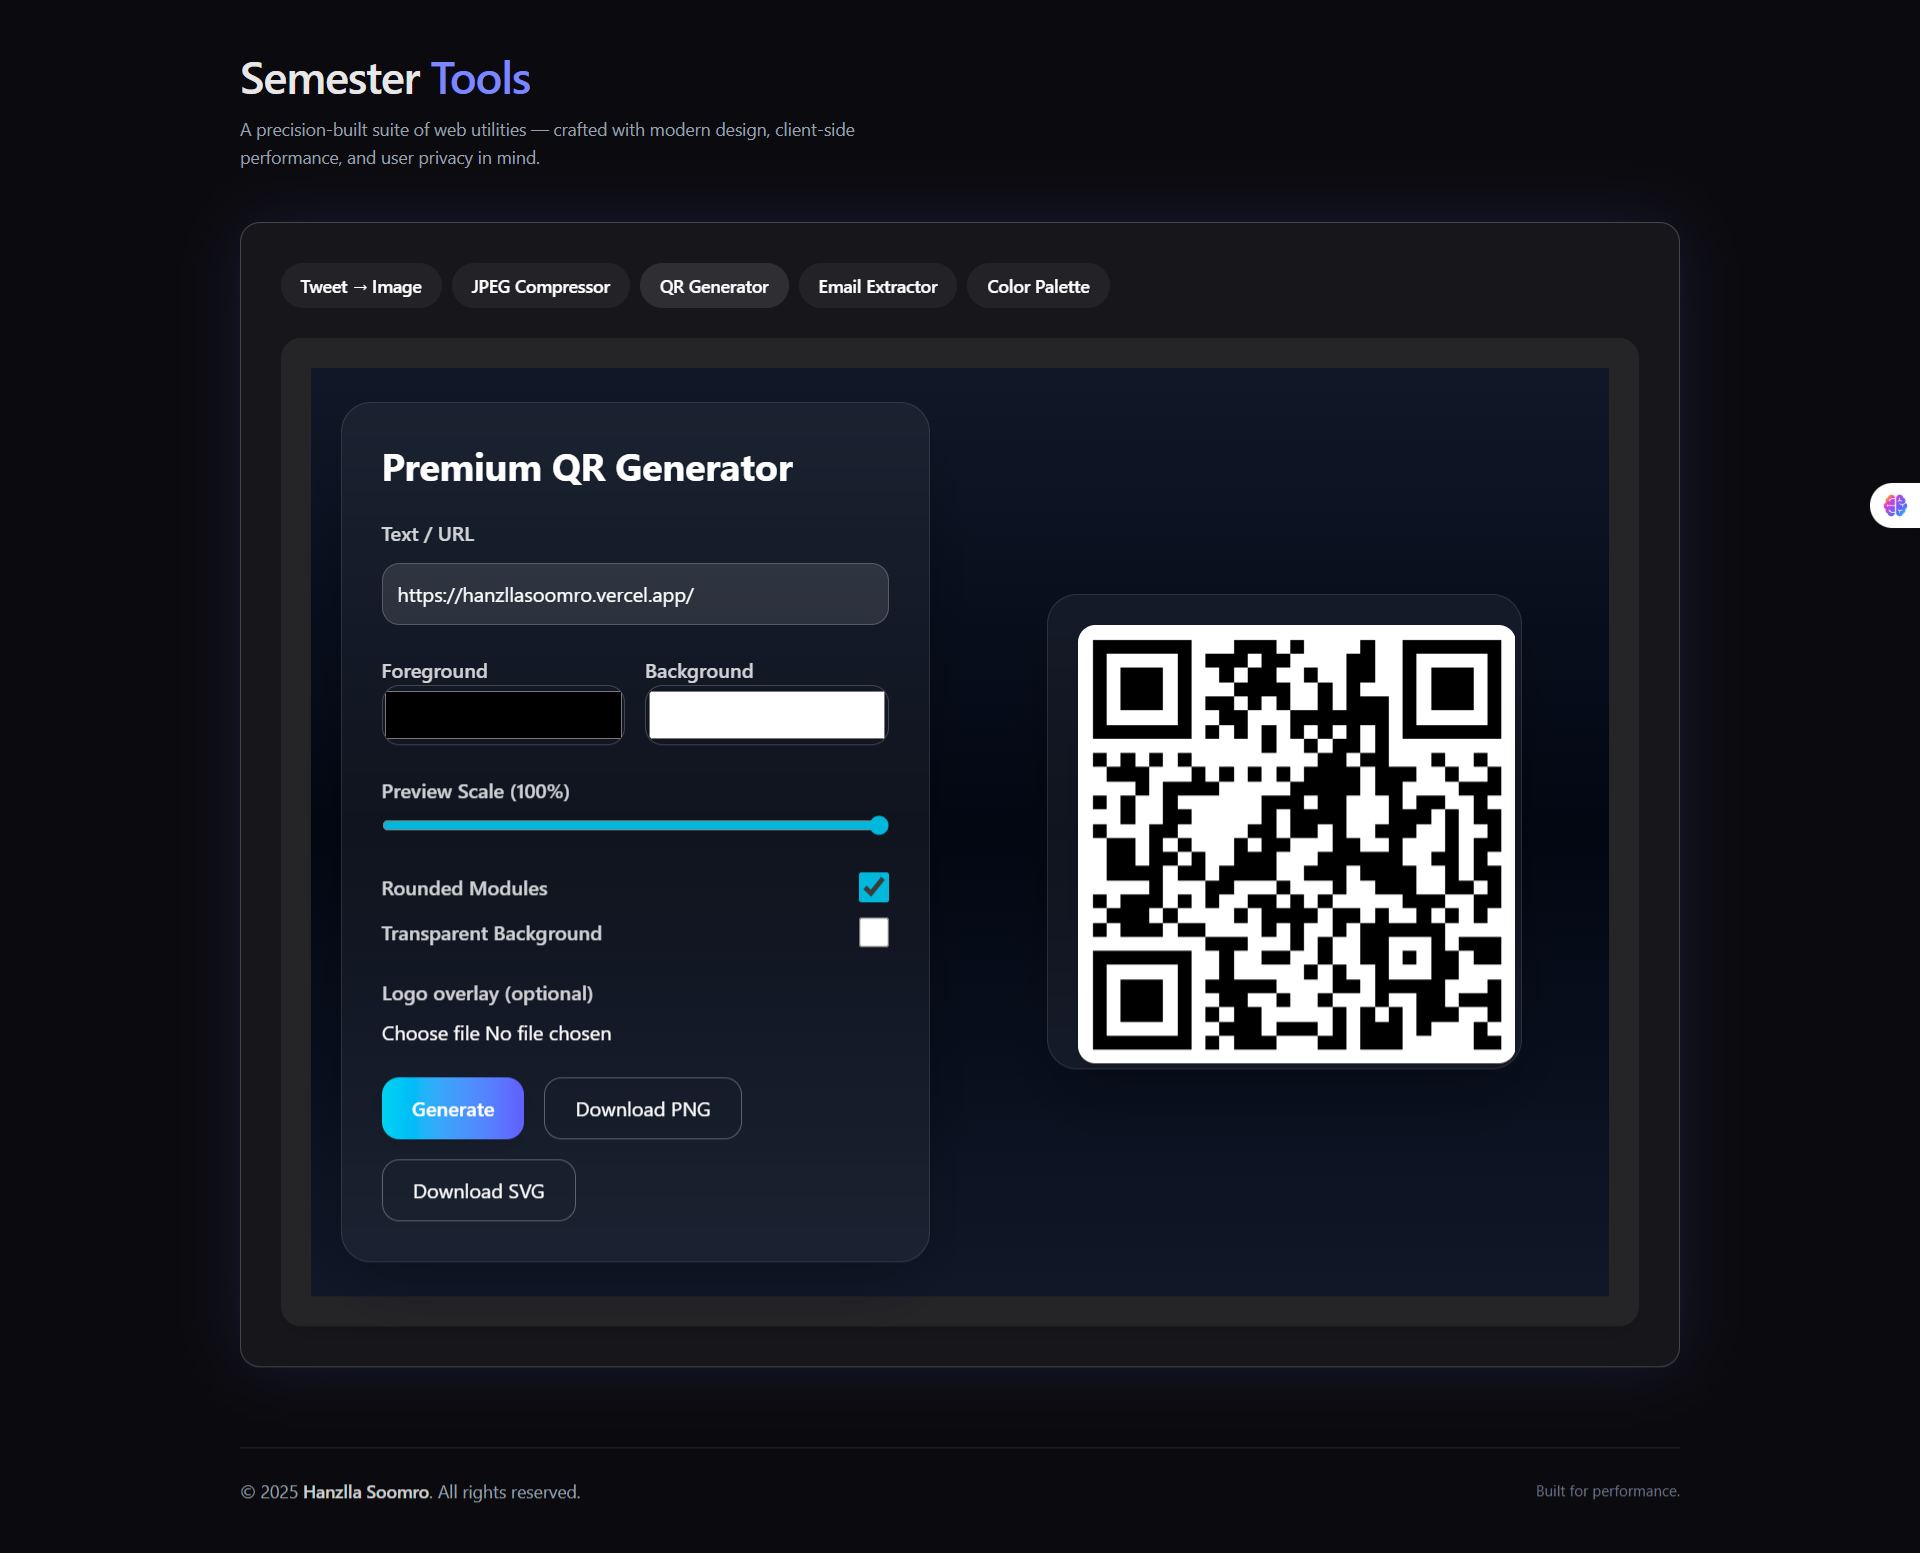 Semester Tools
A precision-built suite of web utilities — crafted with modern design, client-side
performance, and user privacy in mind.
Tweet → Image
JPEG Compressor
QR Generator
Email Extractor
Color Palette
Premium QR Generator
Text / URL
https://hanzllasoomro.vercel.app/
Foreground
Background
Preview Scale (100%)
Rounded Modules
Transparent Background
Logo overlay (optional)
Choose file No file chosen
Generate
Download PNG
Download SVG
© 2025 Hanzlla Soomro. All rights reserved.
Built for performance.